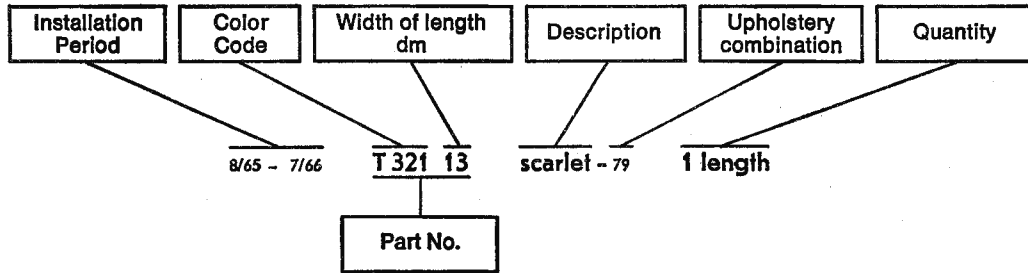 Installation Period
Color Code
Width of length dm
Description
Upholstery combination
Quantity
8/65 – 7/66 T 321 13 scarlet – 79 1 length
Part No.